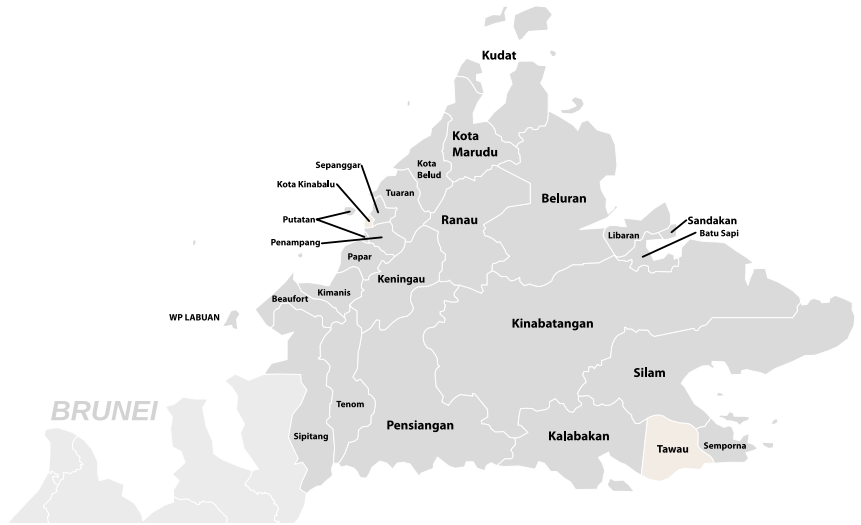 Kudat
Kota
Marudu
Sepanggar
Kota
Belud
Kota Kinabalu
Tuaran
Beluran
Putatan
Ranau
Sandakan
Batu Sapi
Libaran
Penampang
Papar
Keningau
Kimanis
Beaufort
WP LABUAN
Kinabatangan
Silam
BRUNEI
Tenom
Pensiangan
Sipitang
Kalabakan
Tawau
Semporna